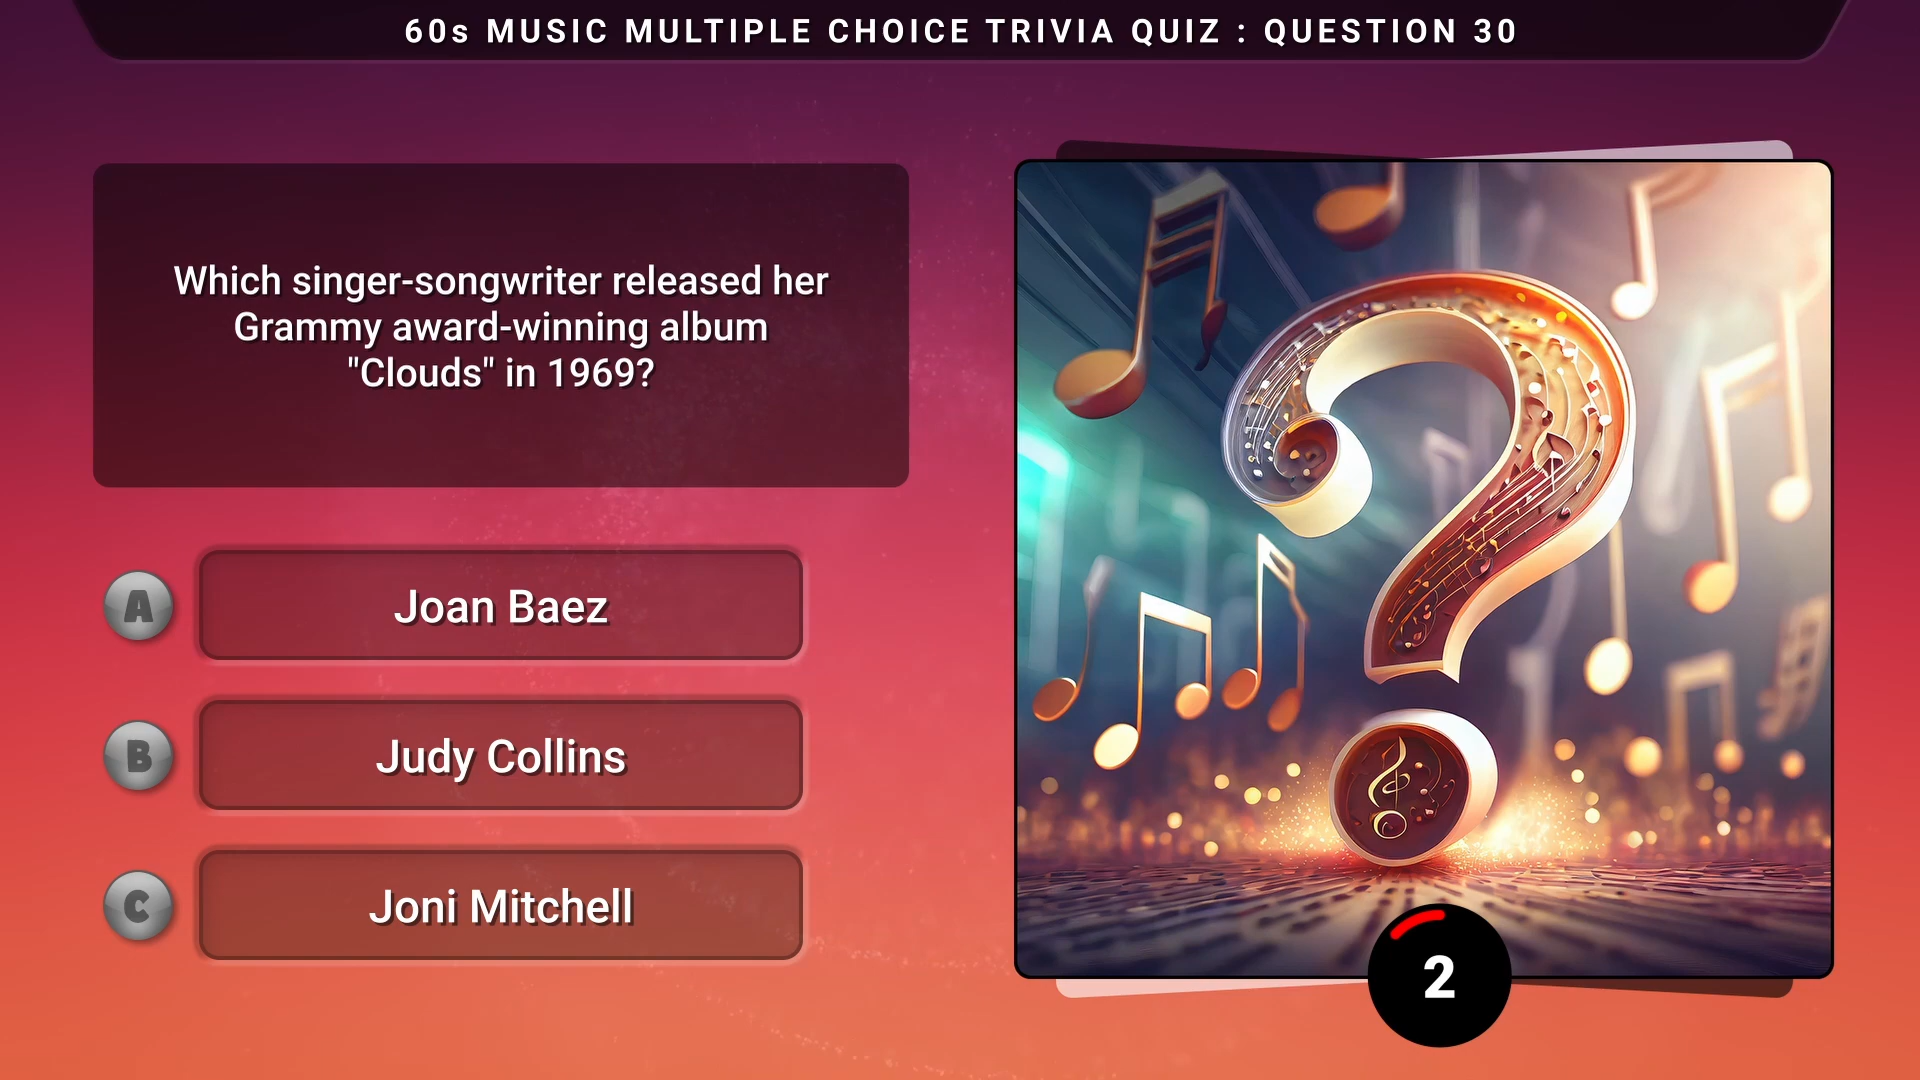 60s MUSIC MULTIPLE CHOICE TRIVIA QUIZ : QUESTION 30
Which singer-songwriter released her
Grammy award-winning album
"Clouds" in 1969?
A
Joan Baez
B
Judy Collins
C
Joni Mitchell
2